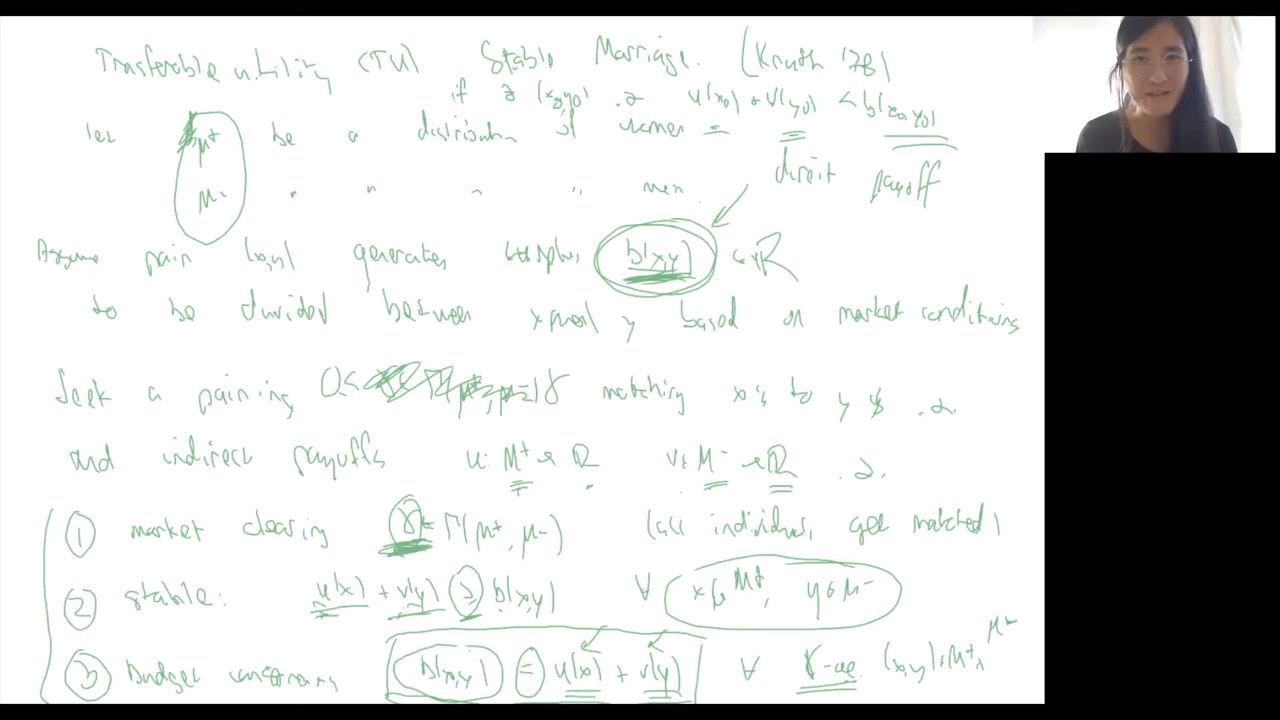 Transferable utility (TU) Stable Marriage. (Knuth '76)
if ∃ (x0,y0) .∂. u(x0) + v(y0) < b(x0,y0)
let μ+ be a distribution of women
μ- " " " " men
direct payoff
Assume pair (x,y) generates surplus b(x,y) ∈ R
to be divided between x and y based on market conditions
Seek a pairing 0≤ γ matching x's to y's .∂.
and indirect payoffs u: M+ → R v: M- → R .∂.
① market clearing γ ∈ Γ(μ+, μ-) (all individuals get matched)
② stable: u(x) + v(y) ≥ b(x,y) ∀ x ∈ M+, y ∈ M-
③ Budget constraint b(x,y) = u(x) + v(y) ∀ γ-ae (x,y) ∈ M+ × M-